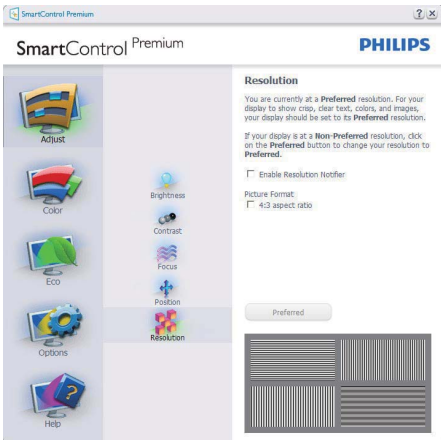 SmartControl Premium
? X
SmartControl Premium
PHILIPS
Adjust
Color
Eco
Options
Help
Brightness
Contrast
Focus
Position
Resolution
Resolution
You are currently at a Preferred resolution. For your
display to show crisp, clear text, colors, and images,
your display should be set to its Preferred resolution.
If your display is at a Non-Preferred resolution, click
on the Preferred button to change your resolution to
Preferred.
Enable Resolution Notifier
Picture Format
4:3 aspect ratio
Preferred